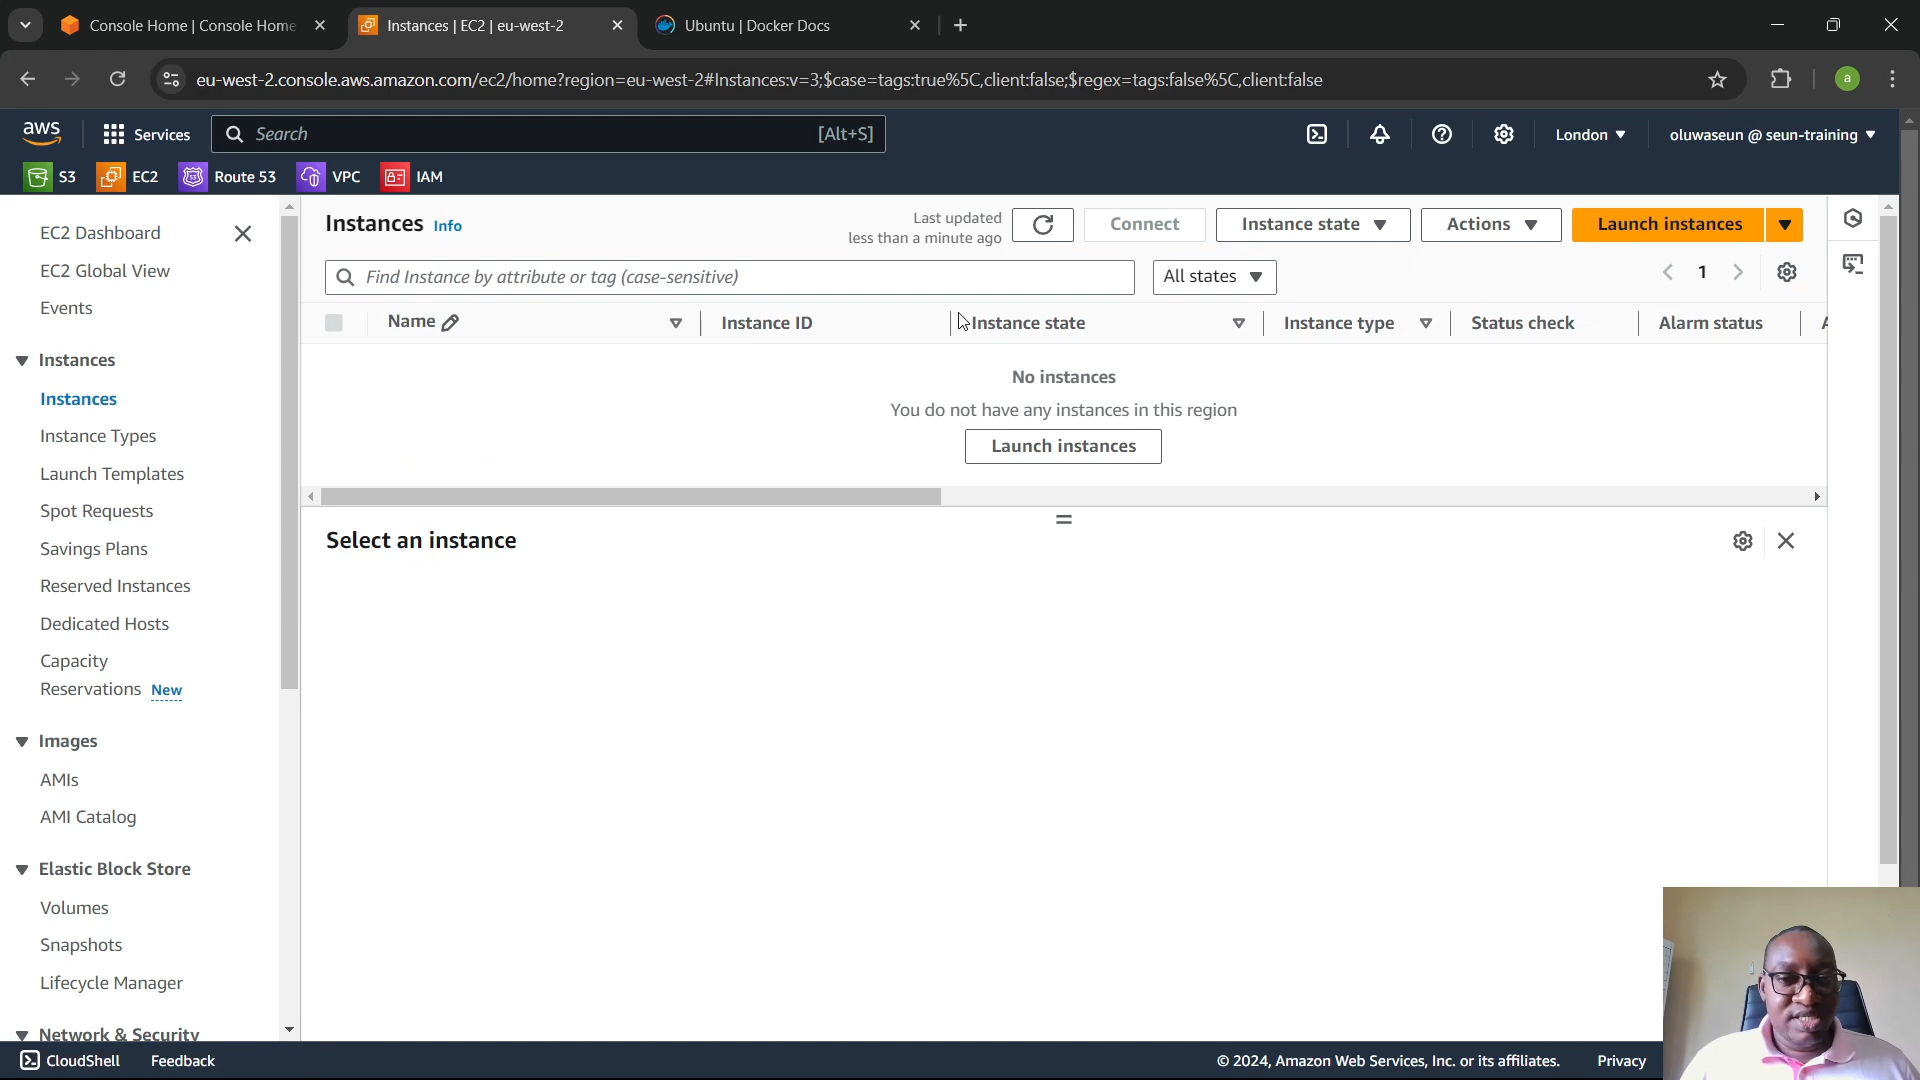 Console Home | Console Home
Instances | EC2 | eu-west-2
Ubuntu | Docker Docs
eu-west-2.console.aws.amazon.com/ec2/home?region=eu-west-2#Instances:v=3;$case=tags:true%5C,client:false;$regex=tags:false%5C,client:false
a
aws
Services
Search
[Alt+S]
London
oluwaseun @ seun-training
S3
EC2
Route 53
VPC
IAM
EC2 Dashboard
EC2 Global View
Events
Instances
Instances
Instance Types
Launch Templates
Spot Requests
Savings Plans
Reserved Instances
Dedicated Hosts
Capacity
Reservations New
Images
AMIs
AMI Catalog
Elastic Block Store
Volumes
Snapshots
Lifecycle Manager
Network & Security
Instances Info
Last updated
less than a minute ago
Connect
Instance state
Actions
Launch instances
Find Instance by attribute or tag (case-sensitive)
All states
1
Name
Instance ID
Instance state
Instance type
Status check
Alarm status
No instances
You do not have any instances in this region
Launch instances
Select an instance
CloudShell
Feedback
© 2024, Amazon Web Services, Inc. or its affiliates.
Privacy